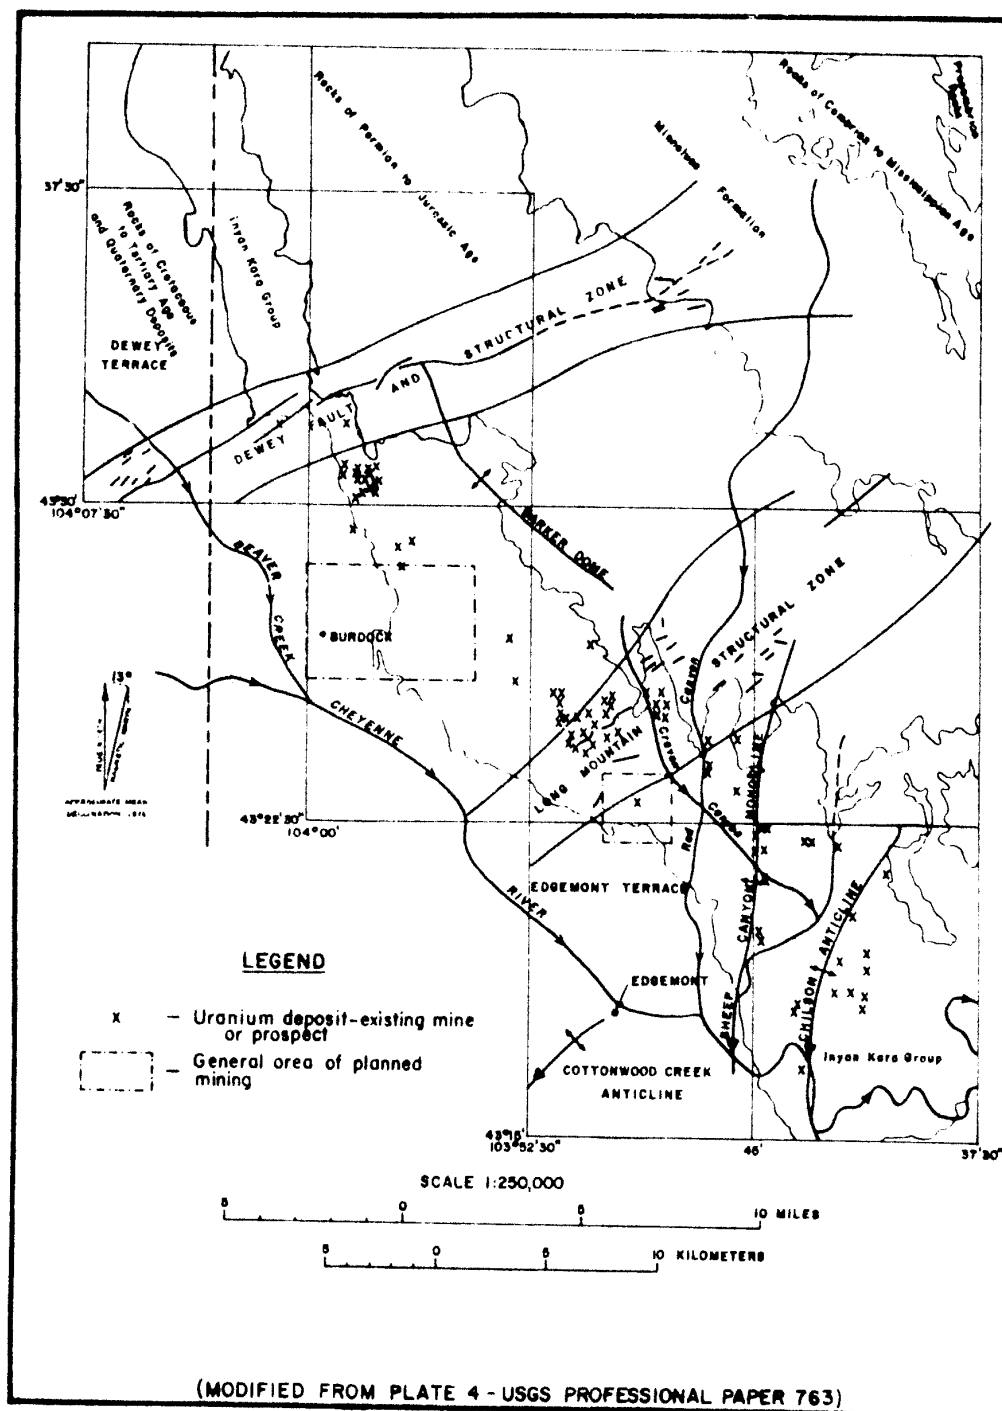 Rocks of Permian to Jurassic Age
Rocks of Cambrian to Mississippian Age
Precambrian
Minnelusa Formation
37'30"
Rocks of Cretaceous
to Tertiary Age
and Quaternary Deposits
Inyan Kara Group
DEWEY
TERRACE
DEWEY FAULT AND STRUCTURAL ZONE
43°30'
104°07'30"
BARKER DOME
BEAVER CREEK
BURDOCK
STRUCTURAL ZONE
Canyon
13°
CHEYENNE
LONG MOUNTAIN
Craven
Canyon
Red
MONOCLINE
APPROXIMATE MEAN
DECLINATION
43°22'30"
104°00'
EDGEMONT TERRACE
RIVER
CANYON
CHILSON ANTICLINE
LEGEND
EDGEMONT
SHEEP
X – Uranium deposit-existing mine
or prospect
– General area of planned
mining
COTTONWOOD CREEK
ANTICLINE
Inyan Kara Group
43°15'
103°52'30"
45'
37'30
SCALE 1:250,000
5 0 5 10 MILES
5 0 5 10 KILOMETERS
(MODIFIED FROM PLATE 4 - USGS PROFESSIONAL PAPER 763)